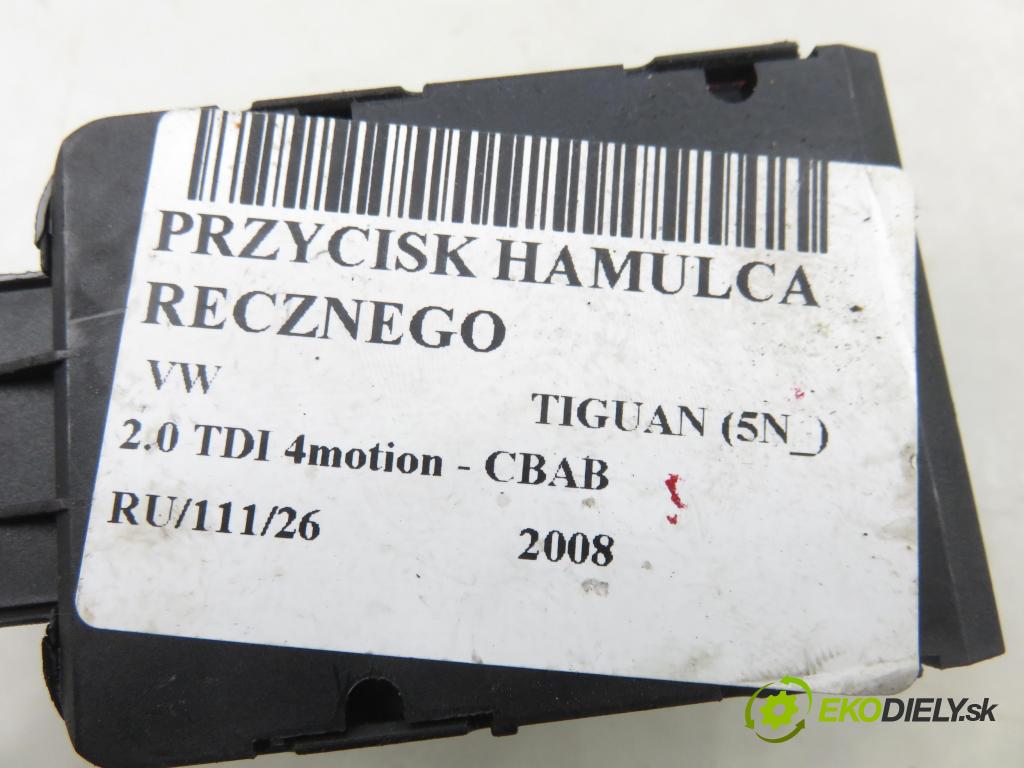 PRZYCISK HAMULCA
RECZNEGO
VW
TIGUAN (5N_)
2.0 TDI 4motion - CBAB
RU/111/26
2008
EKODIELY.sk